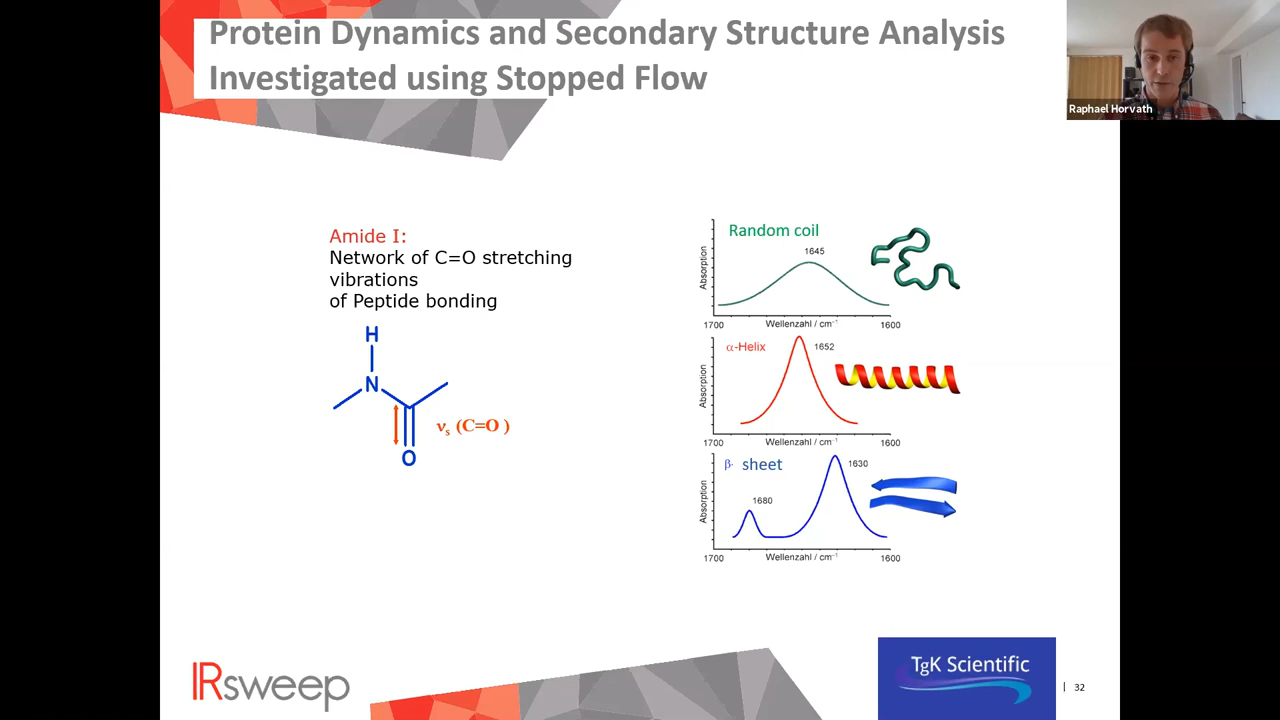 Protein Dynamics and Secondary Structure Analysis
Investigated using Stopped Flow
Raphael Horvath
Amide I:
Network of C=O stretching
vibrations
of Peptide bonding
H
N
O
νs (C=O )
Random coil
1645
Absorption
1700
Wellenzahl / cm⁻¹
1600
α-Helix
1652
Absorption
1700
Wellenzahl / cm⁻¹
1600
β- sheet
1630
1680
Absorption
1700
Wellenzahl / cm⁻¹
1600
IRsweep
TgK Scientific
| 32